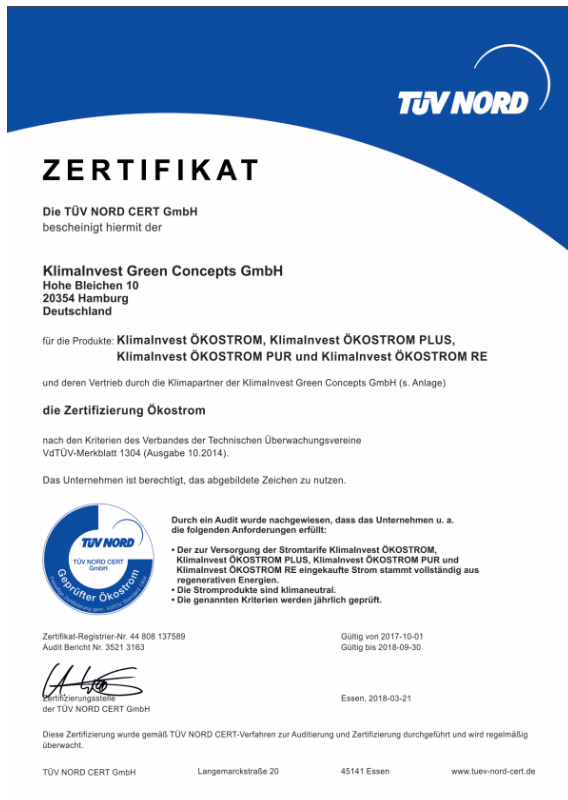 TÜV NORD
ZERTIFIKAT
Die TÜV NORD CERT GmbH
bescheinigt hiermit der
KlimaInvest Green Concepts GmbH
Hohe Bleichen 10
20354 Hamburg
Deutschland
für die Produkte: KlimaInvest ÖKOSTROM, KlimaInvest ÖKOSTROM PLUS,
KlimaInvest ÖKOSTROM PUR und KlimaInvest ÖKOSTROM RE
und deren Vertrieb durch die Klimapartner der KlimaInvest Green Concepts GmbH (s. Anlage)
die Zertifizierung Ökostrom
nach den Kriterien des Verbandes der Technischen Überwachungsvereine
VdTÜV-Merkblatt 1304 (Ausgabe 10.2014).
Das Unternehmen ist berechtigt, das abgebildete Zeichen zu nutzen.
TÜV NORD
TÜV NORD CERT
GmbH
Geprüfter Ökostrom
Durch ein Audit wurde nachgewiesen, dass das Unternehmen u. a.
die folgenden Anforderungen erfüllt:
• Der zur Versorgung der Stromtarife KlimaInvest ÖKOSTROM,
KlimaInvest ÖKOSTROM PLUS, KlimaInvest ÖKOSTROM PUR und
KlimaInvest ÖKOSTROM RE eingekaufte Strom stammt vollständig aus
regenerativen Energien.
• Die Stromprodukte sind klimaneutral.
• Die genannten Kriterien werden jährlich geprüft.
Zertifikat-Registrier-Nr. 44 808 137589
Audit Bericht Nr. 3521 3163
Gültig von 2017-10-01
Gültig bis 2018-09-30
Zertifizierungsstelle
der TÜV NORD CERT GmbH
Essen, 2018-03-21
Diese Zertifizierung wurde gemäß TÜV NORD CERT-Verfahren zur Auditierung und Zertifizierung durchgeführt und wird regelmäßig
überwacht.
TÜV NORD CERT GmbH Langemarckstraße 20 45141 Essen www.tuev-nord-cert.de